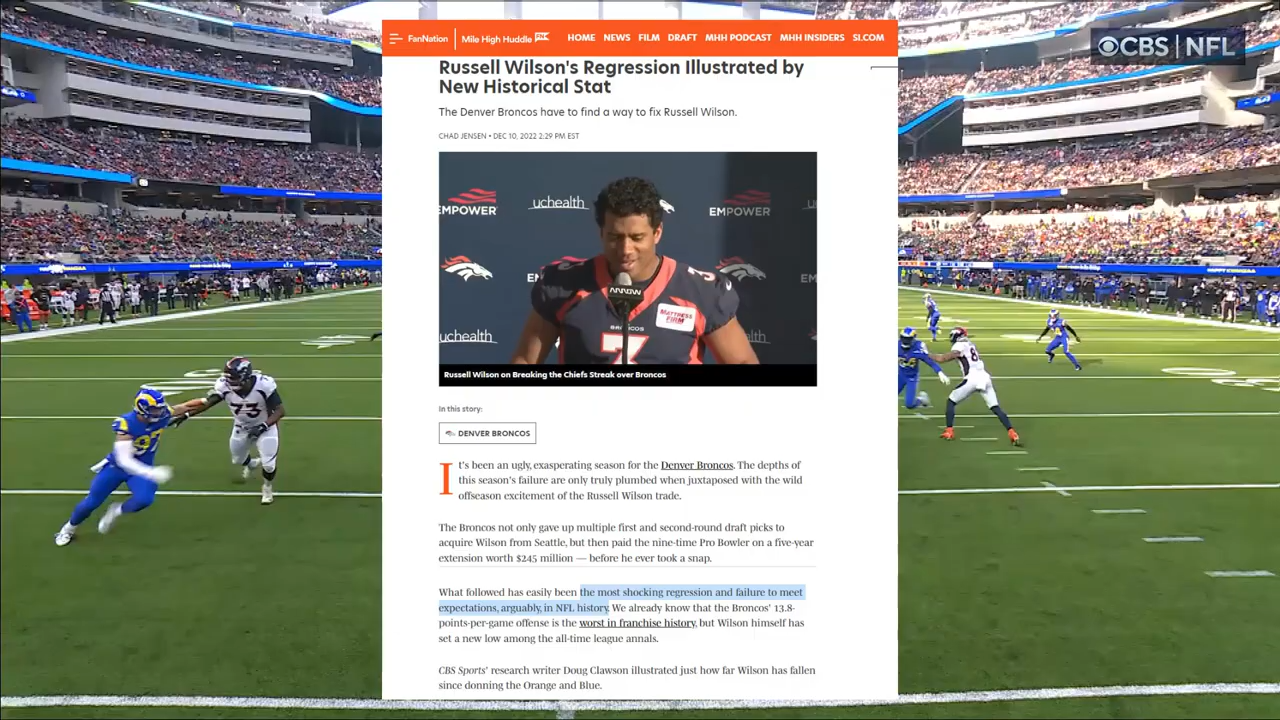 CBS NFL
FanNation Mile High Huddle
HOME NEWS FILM DRAFT MHH PODCAST MHH INSIDERS SI.COM
Russell Wilson's Regression Illustrated by
New Historical Stat
The Denver Broncos have to find a way to fix Russell Wilson.
CHAD JENSEN • DEC 10, 2022 2:29 PM EST
EMPOWER
uchealth
EMPOWER
EM
EM
ARROW
MATTRESS
FIRM
BRONCOS
3
uchealth
Russell Wilson on Breaking the Chiefs Streak over Broncos
In this story:
DENVER BRONCOS
It's been an ugly, exasperating season for the Denver Broncos. The depths of
this season's failure are only truly plumbed when juxtaposed with the wild
offseason excitement of the Russell Wilson trade.
The Broncos not only gave up multiple first and second-round draft picks to
acquire Wilson from Seattle, but then paid the nine-time Pro Bowler on a five-year
extension worth $245 million — before he ever took a snap.
What followed has easily been the most shocking regression and failure to meet
expectations, arguably, in NFL history. We already know that the Broncos' 13.8-
points-per-game offense is the worst in franchise history, but Wilson himself has
set a new low among the all-time league annals.
CBS Sports' research writer Doug Clawson illustrated just how far Wilson has fallen
since donning the Orange and Blue.
73
97
8